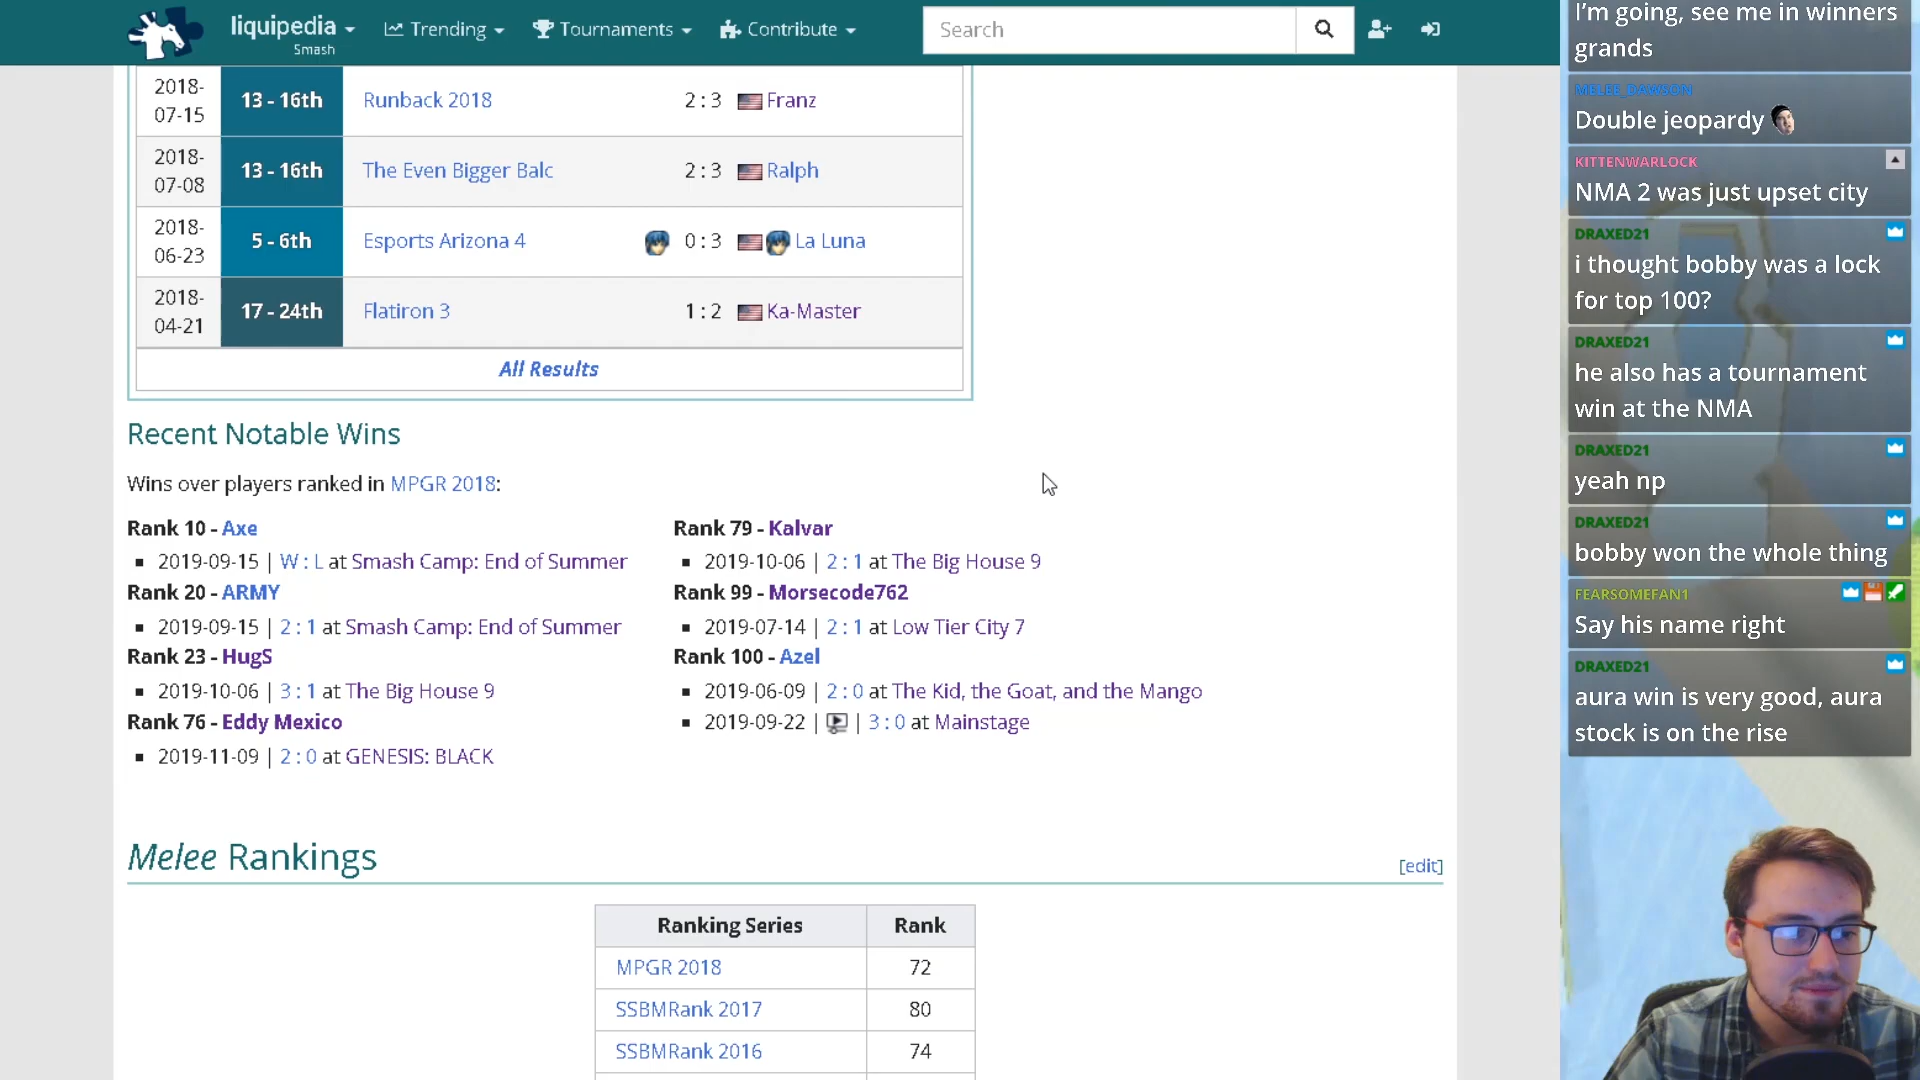 liquipedia
Smash
Trending
Tournaments
Contribute
Search
2018-
07-15
13 - 16th
Runback 2018
2 : 3
Franz
2018-
07-08
13 - 16th
The Even Bigger Balc
2 : 3
Ralph
2018-
06-23
5 - 6th
Esports Arizona 4
0 : 3
La Luna
2018-
04-21
17 - 24th
Flatiron 3
1 : 2
Ka-Master
All Results
Recent Notable Wins
Wins over players ranked in MPGR 2018:
Rank 10 - Axe
2019-09-15 | W : L at Smash Camp: End of Summer
Rank 20 - ARMY
2019-09-15 | 2 : 1 at Smash Camp: End of Summer
Rank 23 - HugS
2019-10-06 | 3 : 1 at The Big House 9
Rank 76 - Eddy Mexico
2019-11-09 | 2 : 0 at GENESIS: BLACK
Rank 79 - Kalvar
2019-10-06 | 2 : 1 at The Big House 9
Rank 99 - Morsecode762
2019-07-14 | 2 : 1 at Low Tier City 7
Rank 100 - Azel
2019-06-09 | 2 : 0 at The Kid, the Goat, and the Mango
2019-09-22 | | 3 : 0 at Mainstage
Melee Rankings
[edit]
Ranking Series Rank
MPGR 2018 72
SSBMRank 2017 80
SSBMRank 2016 74
I'm going, see me in winners
grands
MELEE_DAWSON
Double jeopardy
KITTENWARLOCK
NMA 2 was just upset city
DRAXED21
i thought bobby was a lock
for top 100?
DRAXED21
he also has a tournament
win at the NMA
DRAXED21
yeah np
DRAXED21
bobby won the whole thing
FEARSOMEFAN1
Say his name right
DRAXED21
aura win is very good, aura
stock is on the rise